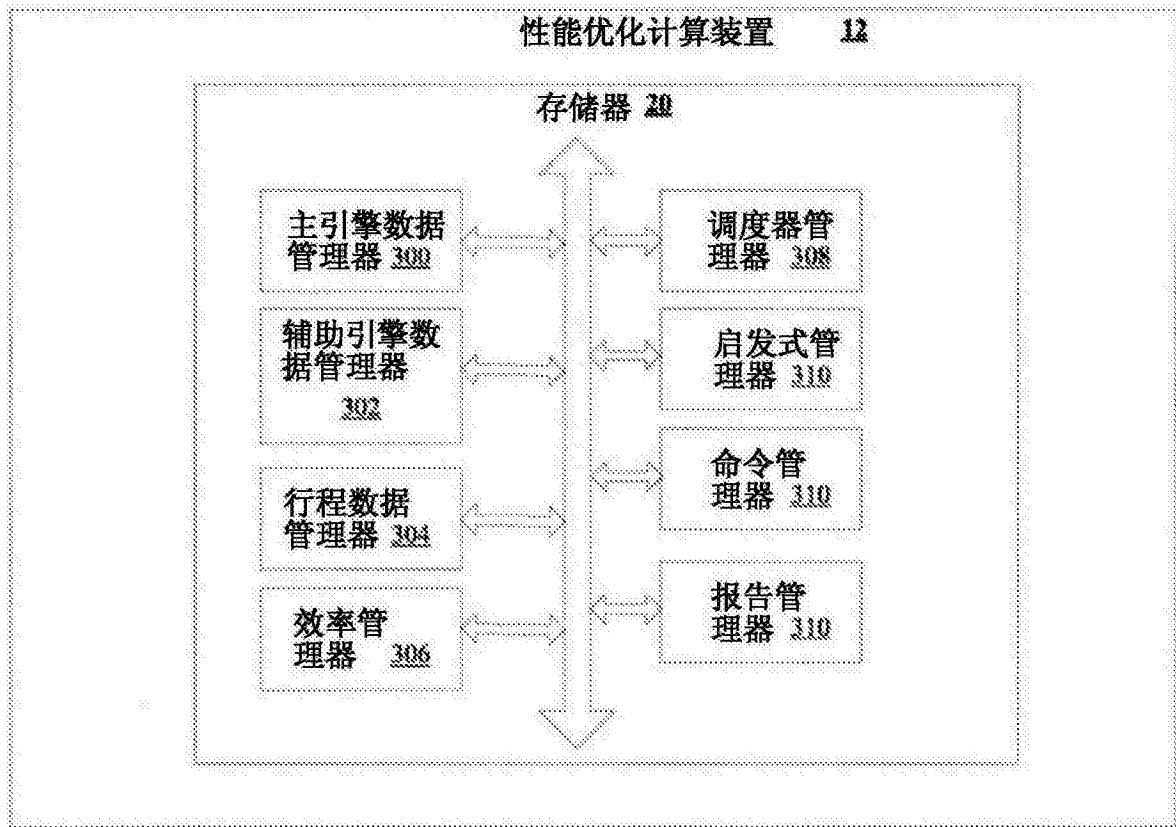 性能优化计算装置 12
存储器 20
主引擎数据
管理器 300
辅助引擎数
据管理器
302
行程数据
管理器 304
效率管
理器 306
调度器管
理器 308
启发式管
理器 310
命令管
理器 310
报告管
理器 310